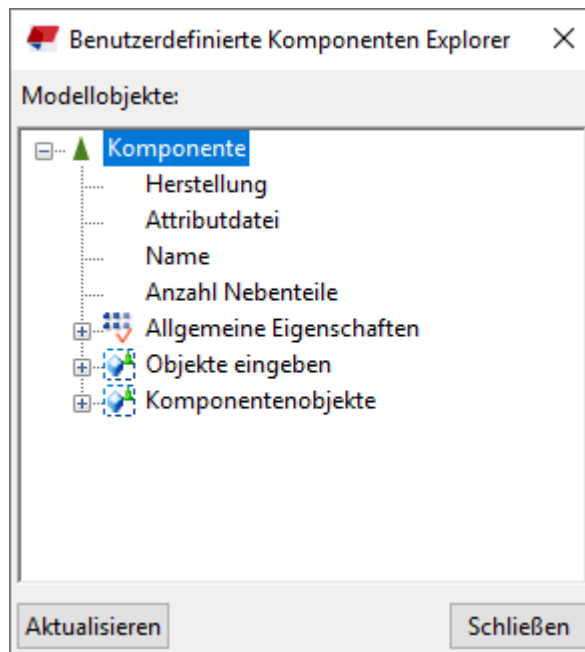 Benutzerdefinierte Komponenten Explorer
Modellobjekte:
Komponente
Herstellung
Attributdatei
Name
Anzahl Nebenteile
Allgemeine Eigenschaften
Objekte eingeben
Komponentenobjekte
Aktualisieren Schließen